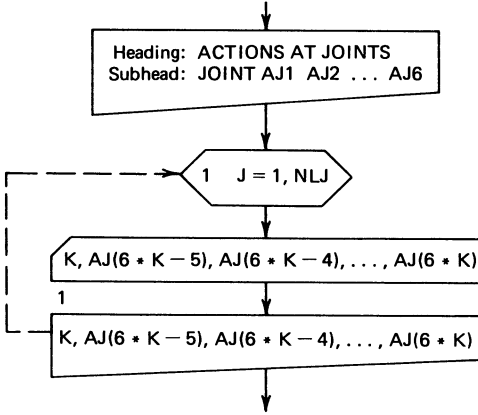 Heading: ACTIONS AT JOINTS
Subhead: JOINT AJ1 AJ2 ... AJ6
1 J = 1, NLJ
K, AJ(6 * K − 5), AJ(6 * K − 4), ..., AJ(6 * K)
1
K, AJ(6 * K − 5), AJ(6 * K − 4), ..., AJ(6 * K)